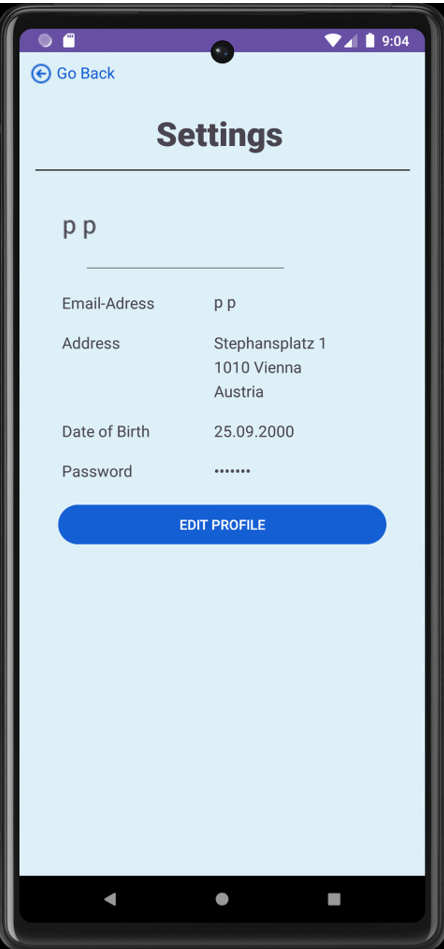 9:04
Go Back
Settings
p p
Email-Adress p p
Address Stephansplatz 1
1010 Vienna
Austria
Date of Birth 25.09.2000
Password •••••••
EDIT PROFILE